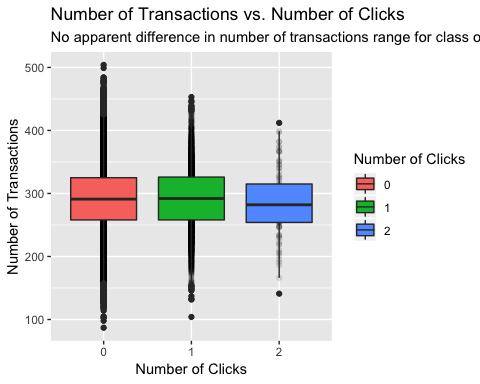 Number of Transactions vs. Number of Clicks
No apparent difference in number of transactions range for class o
Number of Transactions
500
400
300
200
100
0
1
2
Number of Clicks
Number of Clicks
0
1
2